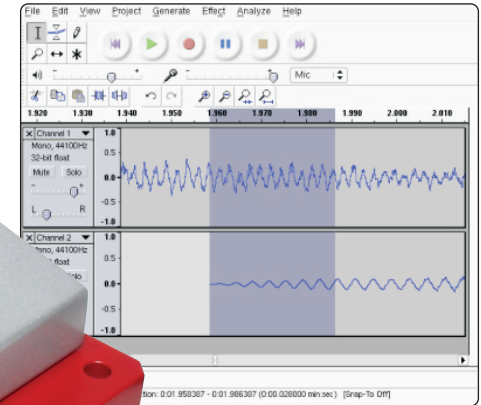 File Edit View Project Generate Effect Analyze Help
Mic
1.920 1.930 1.940 1.950 1.960 1.970 1.980 1.990 2.000 2.010
X Channel 1 1.0
Mono, 44100Hz
32-bit float 0.5
Mute Solo
- + 0.0
L R -0.5
-1.0
X Channel 2 1.0
Mono, 44100Hz
float 0.5
Solo
0.0
-0.5
-1.0
tion: 0:01.958387 - 0:01.986387 (0:00.028000 min:sec) [Snap-To Off]